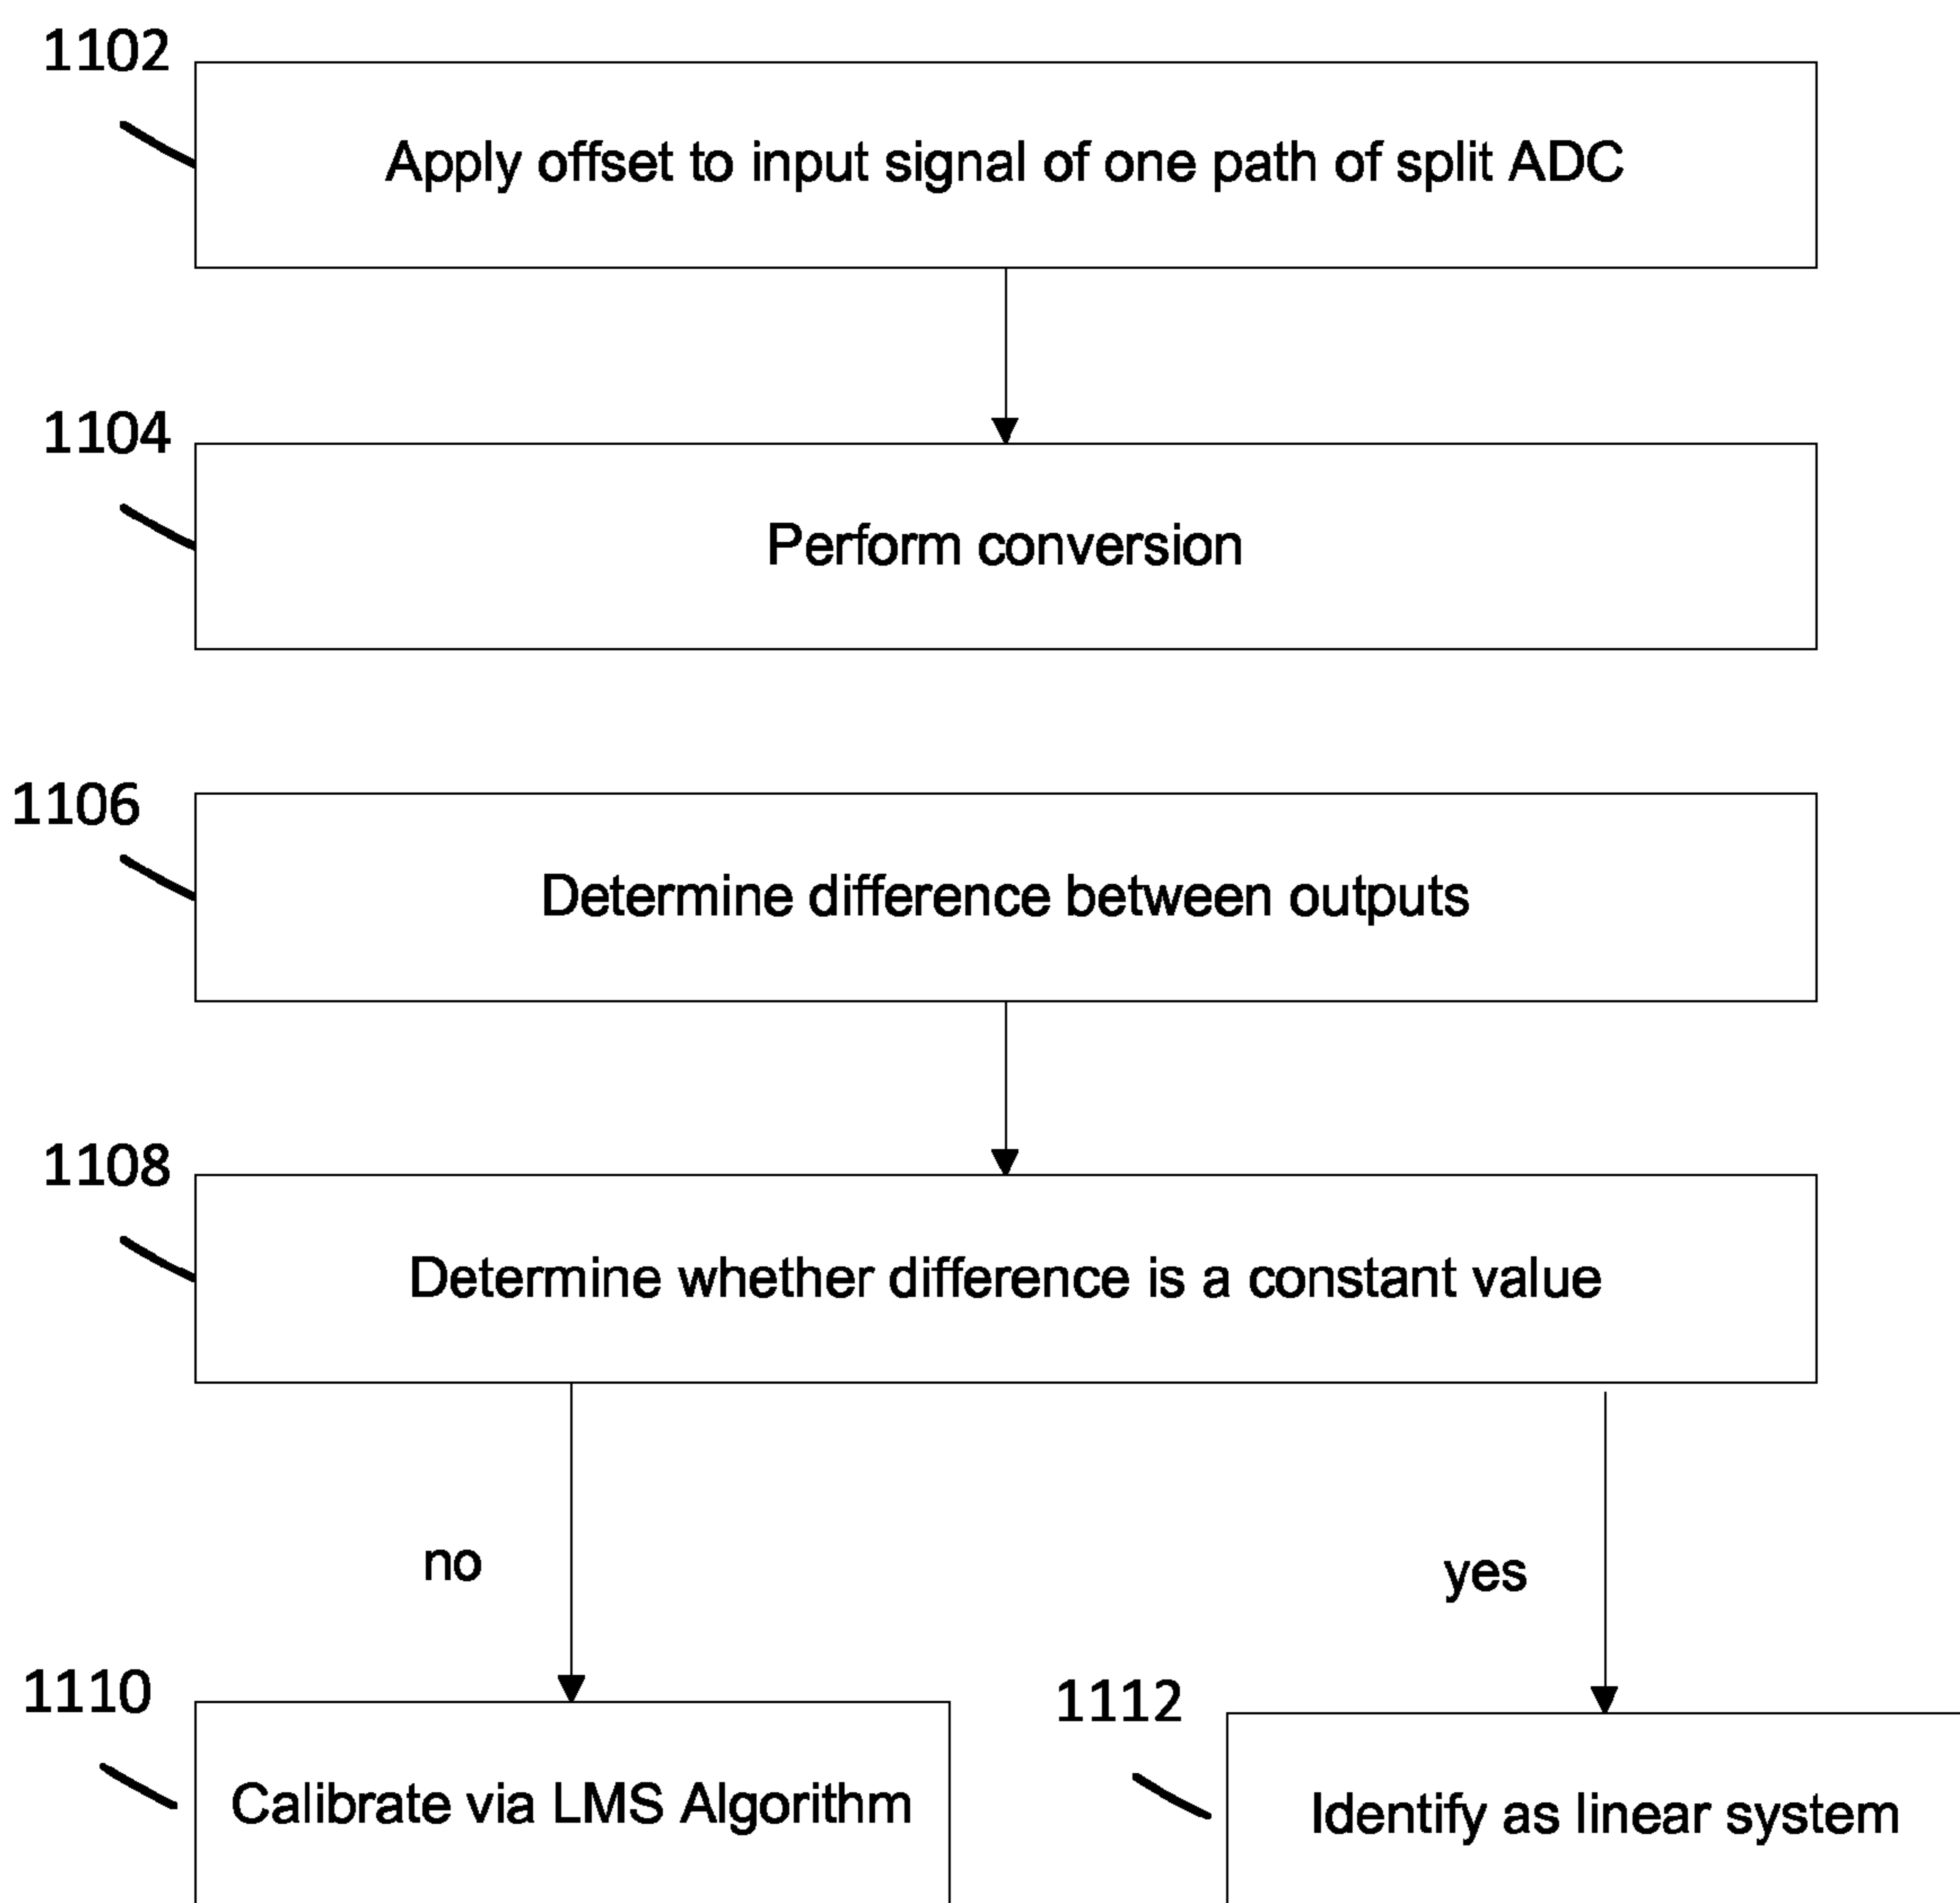 1102
Apply offset to input signal of one path of split ADC
1104
Perform conversion
1106
Determine difference between outputs
1108
Determine whether difference is a constant value
no
yes
1110
Calibrate via LMS Algorithm
1112
Identify as linear system